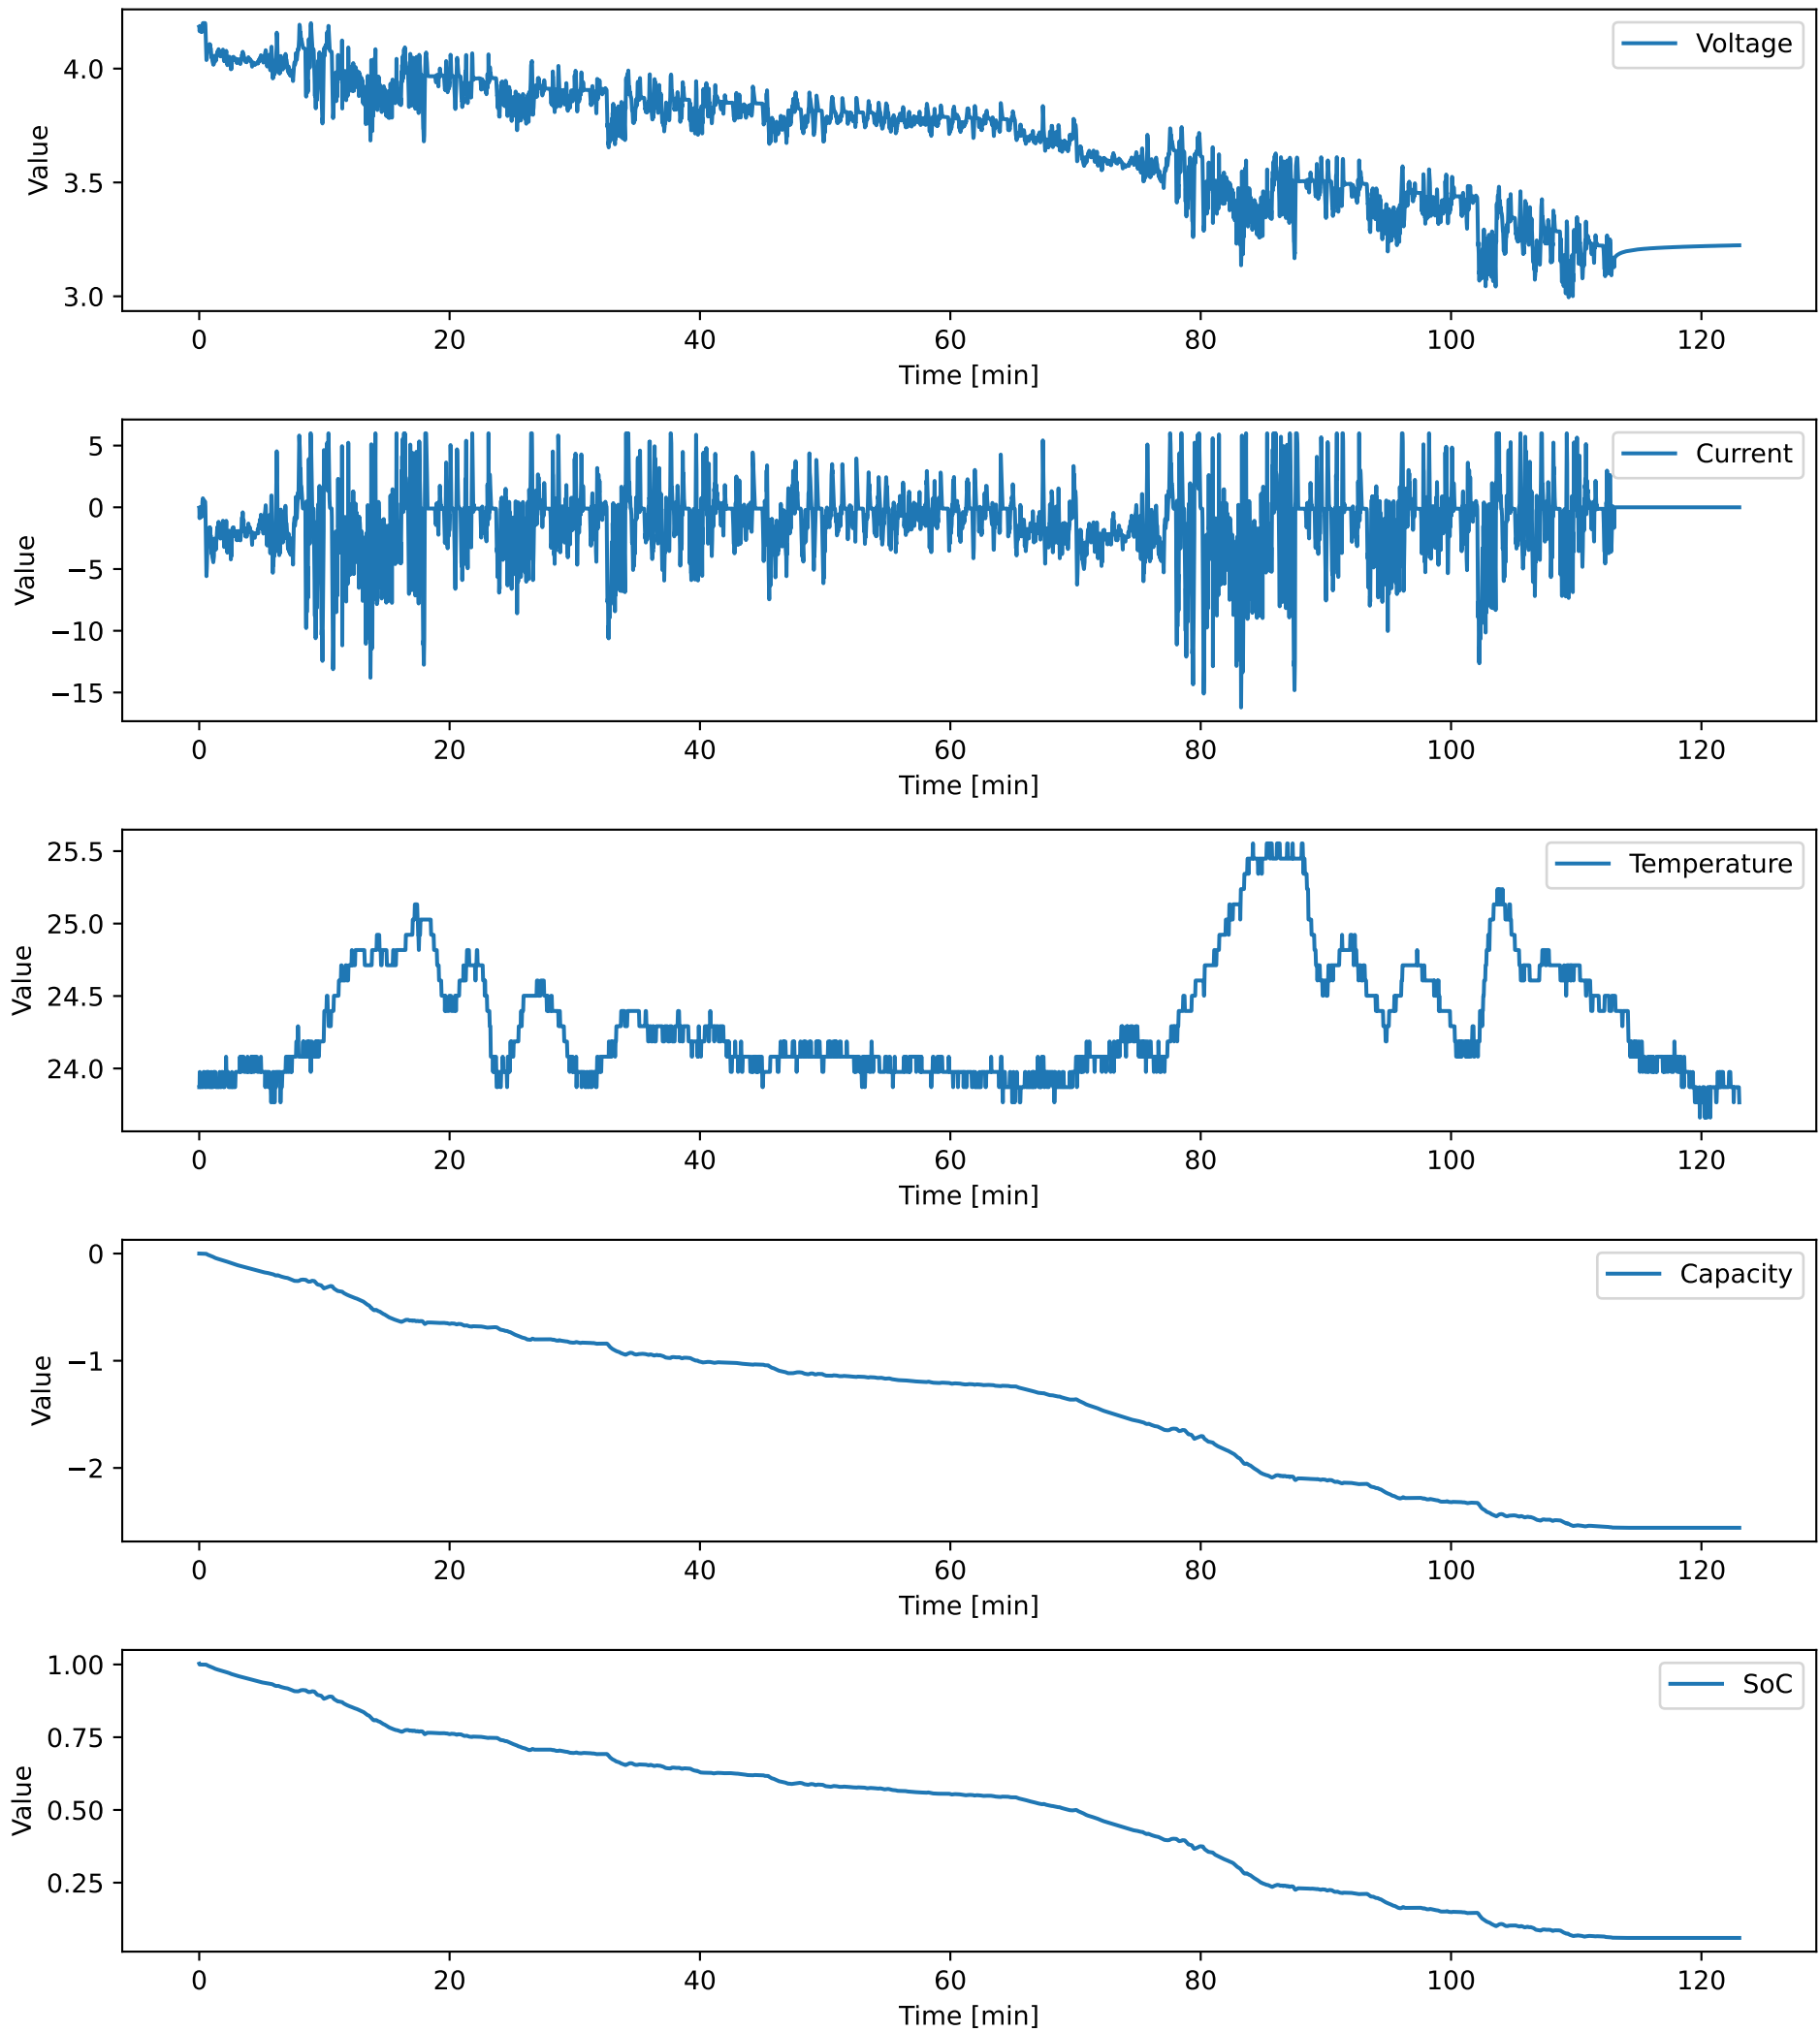 Voltage
4.0
3.5
3.0
Value
0 20 40 60 80 100 120
Time [min]
Current
5
0
−5
−10
−15
Value
0 20 40 60 80 100 120
Time [min]
Temperature
25.5
25.0
24.5
24.0
Value
0 20 40 60 80 100 120
Time [min]
Capacity
0
−1
−2
Value
0 20 40 60 80 100 120
Time [min]
SoC
1.00
0.75
0.50
0.25
Value
0 20 40 60 80 100 120
Time [min]